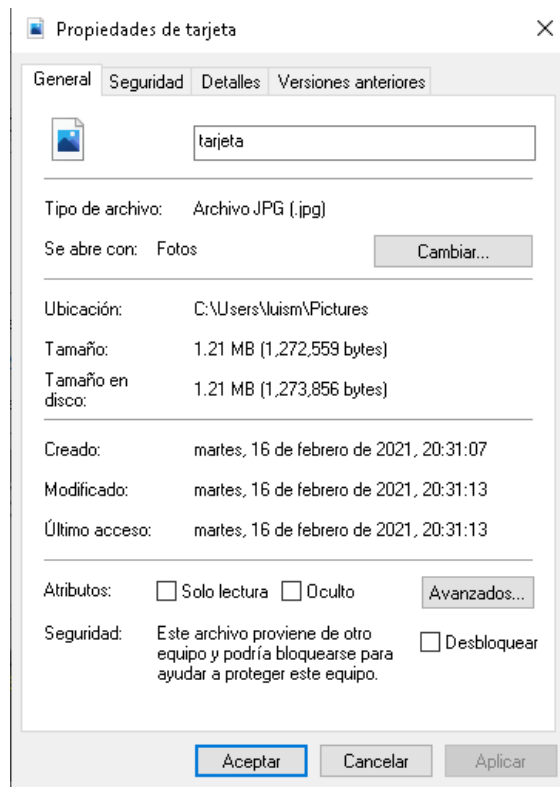 Propiedades de tarjeta
General Seguridad Detalles Versiones anteriores
tarjeta
Tipo de archivo: Archivo JPG (.jpg)
Se abre con: Fotos Cambiar...
Ubicación: C:\Users\luism\Pictures
Tamaño: 1.21 MB (1,272,559 bytes)
Tamaño en
disco: 1.21 MB (1,273,856 bytes)
Creado: martes, 16 de febrero de 2021, 20:31:07
Modificado: martes, 16 de febrero de 2021, 20:31:13
Último acceso: martes, 16 de febrero de 2021, 20:31:13
Atributos: Solo lectura Oculto Avanzados...
Seguridad: Este archivo proviene de otro
equipo y podría bloquearse para
ayudar a proteger este equipo.
Desbloquear
Aceptar Cancelar Aplicar